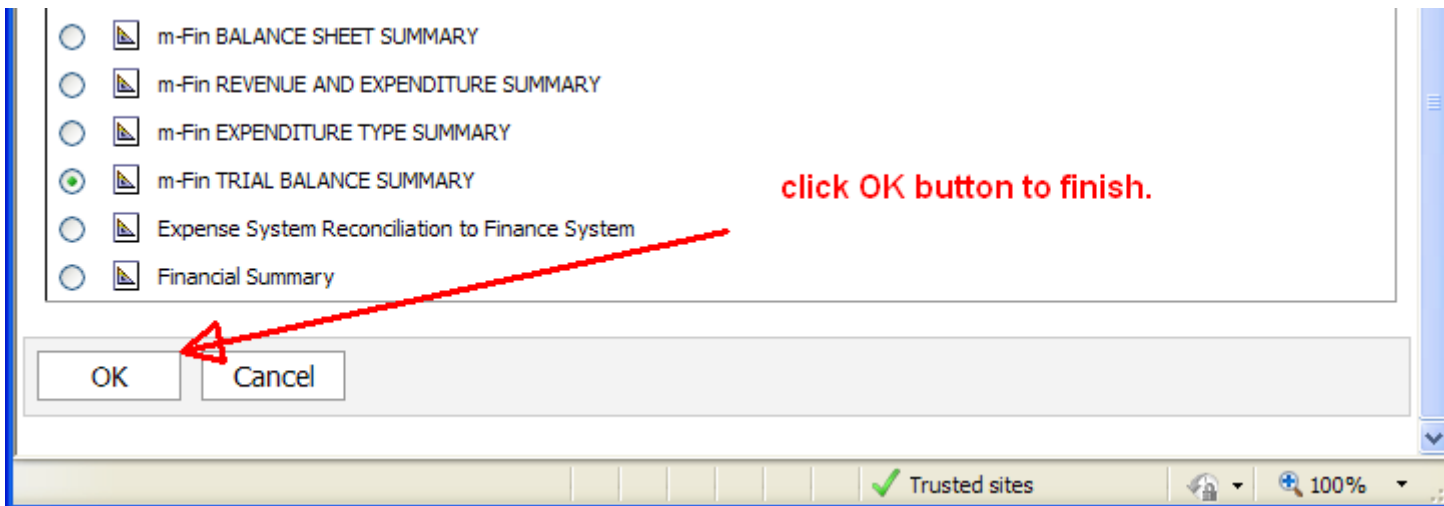 m-Fin BALANCE SHEET SUMMARY
m-Fin REVENUE AND EXPENDITURE SUMMARY
m-Fin EXPENDITURE TYPE SUMMARY
m-Fin TRIAL BALANCE SUMMARY
click OK button to finish.
Expense System Reconciliation to Finance System
Financial Summary
OK
Cancel
Trusted sites
100%